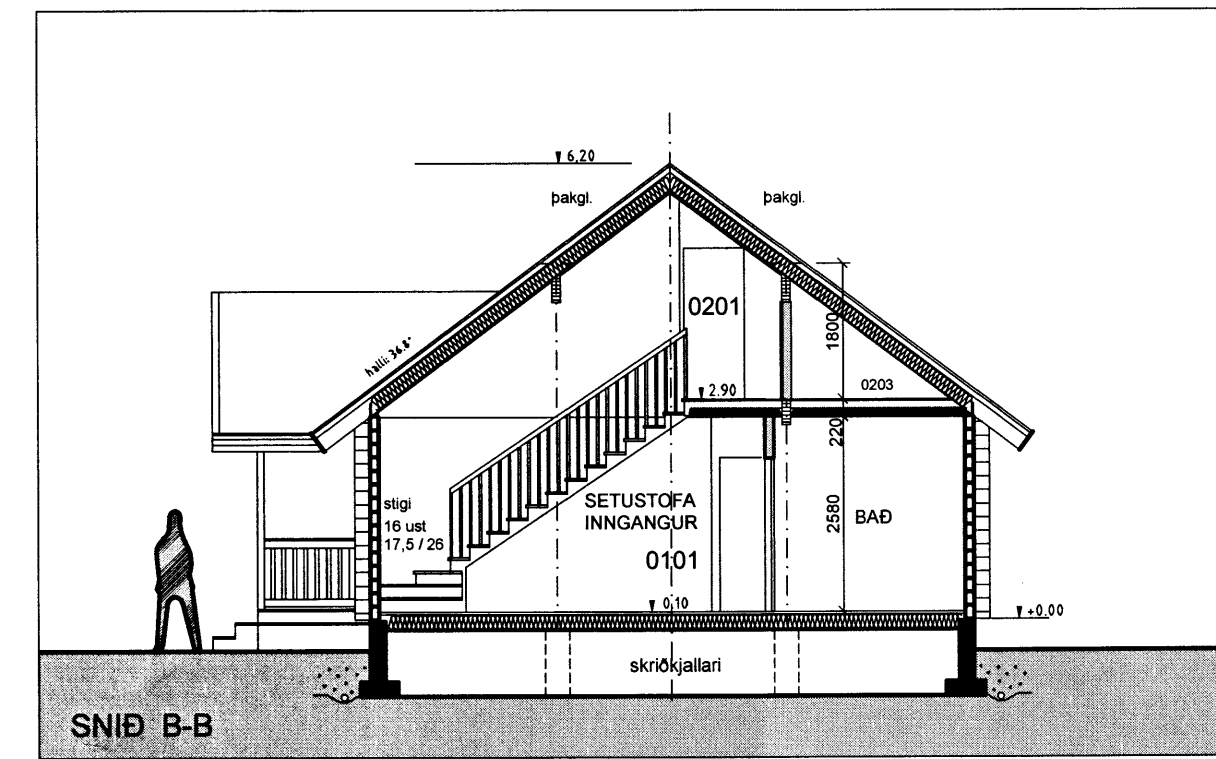 6,20
þakgl.
þakgl.
halli: 36.8°
0201
1800
2.90
0203
220
stigi
16 ust
17,5 / 26
SETUSTOFA
INNGANGUR
2580
BAÐ
0101
0,10
+0.00
skriðkjallari
SNIÐ B-B